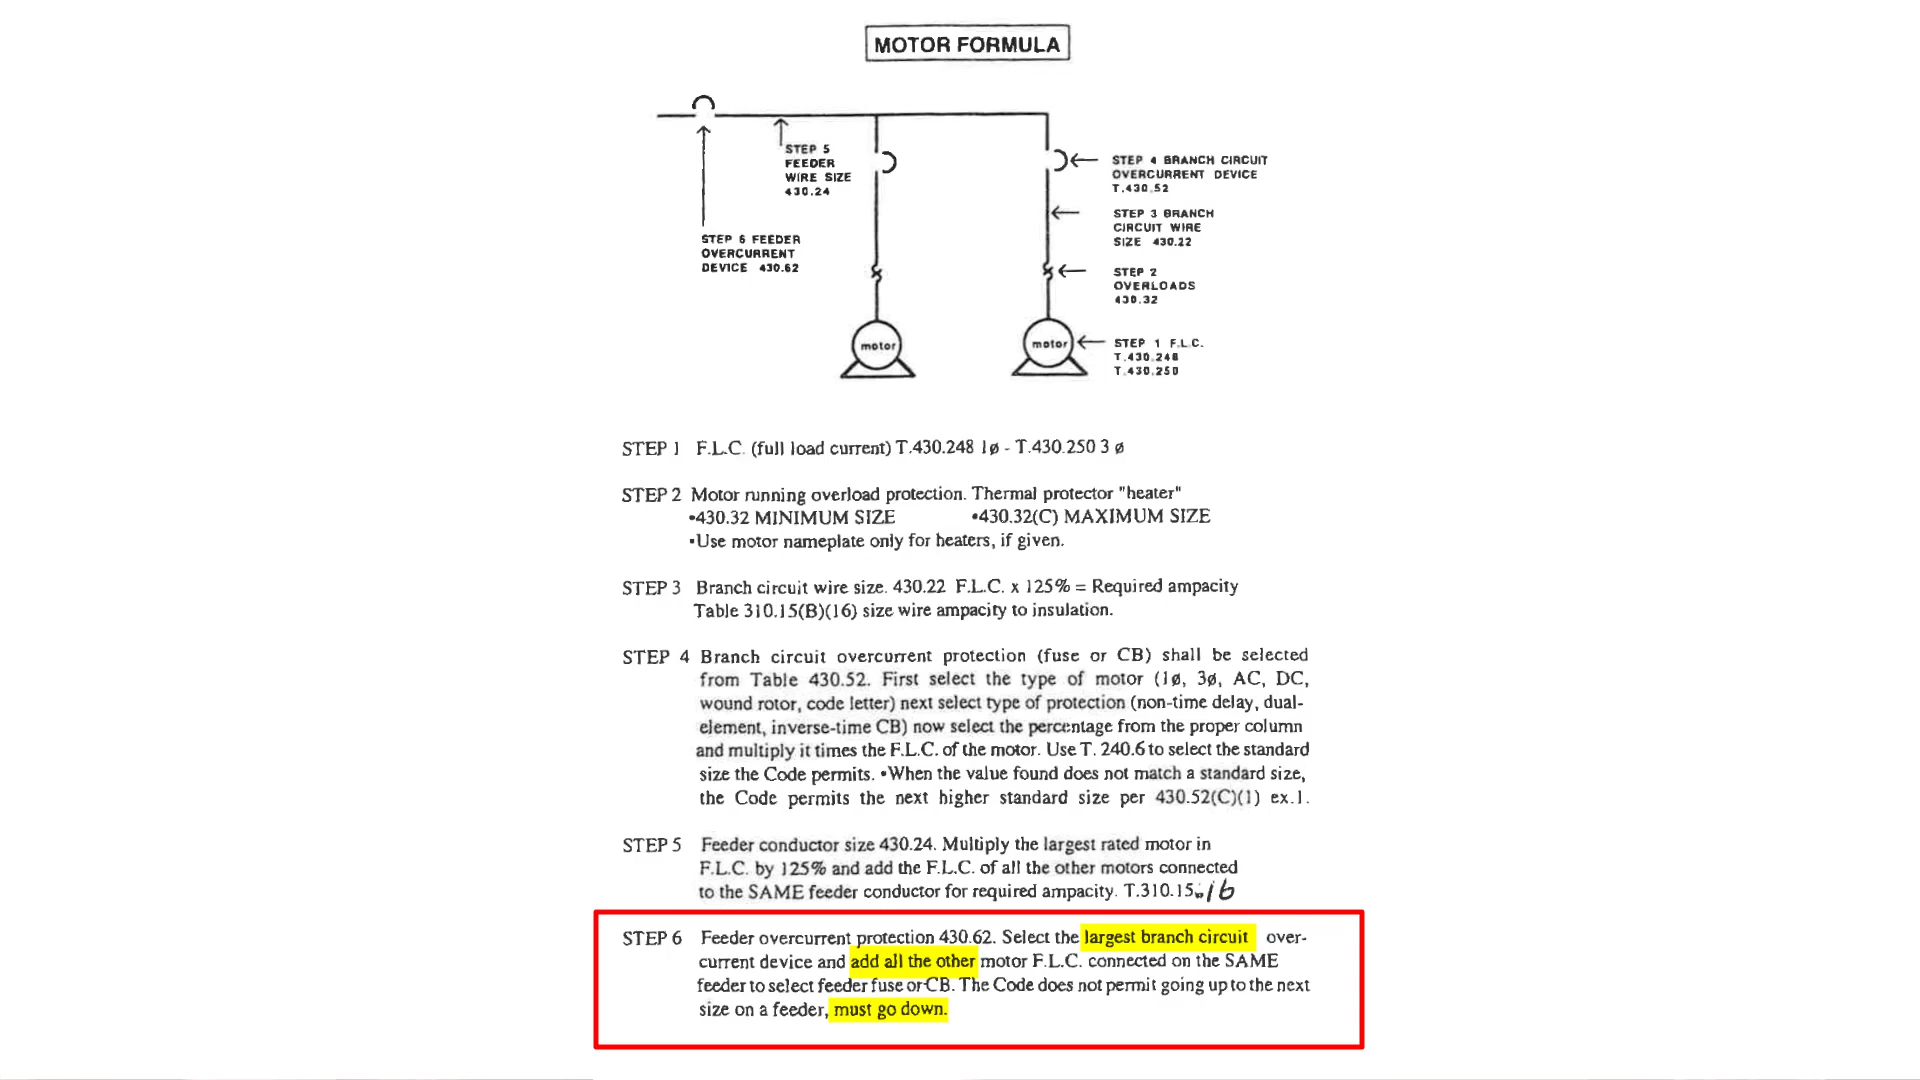 MOTOR FORMULA
STEP 5
FEEDER
WIRE SIZE
430.24
STEP 6 FEEDER
OVERCURRENT
DEVICE 430.62
STEP 4 BRANCH CIRCUIT
OVERCURRENT DEVICE
T.430.52
STEP 3 BRANCH
CIRCUIT WIRE
SIZE 430.22
STEP 2
OVERLOADS
430.32
motor
motor
STEP 1 F.L.C.
T.430.248
T.430.250
STEP 1 F.L.C. (full load current) T.430.248 1ø - T.430.250 3 ø
STEP 2 Motor running overload protection. Thermal protector "heater"
•430.32 MINIMUM SIZE •430.32(C) MAXIMUM SIZE
•Use motor nameplate only for heaters, if given.
STEP 3 Branch circuit wire size. 430.22 F.L.C. x 125% = Required ampacity
Table 310.15(B)(16) size wire ampacity to insulation.
STEP 4 Branch circuit overcurrent protection (fuse or CB) shall be selected
from Table 430.52. First select the type of motor (1ø, 3ø, AC, DC,
wound rotor, code letter) next select type of protection (non-time delay, dual-
element, inverse-time CB) now select the percentage from the proper column
and multiply it times the F.L.C. of the motor. Use T. 240.6 to select the standard
size the Code permits. •When the value found does not match a standard size,
the Code permits the next higher standard size per 430.52(C)(1) ex.1.
STEP 5 Feeder conductor size 430.24. Multiply the largest rated motor in
F.L.C. by 125% and add the F.L.C. of all the other motors connected
to the SAME feeder conductor for required ampacity. T.310.15 16
STEP 6 Feeder overcurrent protection 430.62. Select the largest branch circuit over-
current device and add all the other motor F.L.C. connected on the SAME
feeder to select feeder fuse or CB. The Code does not permit going up to the next
size on a feeder, must go down.